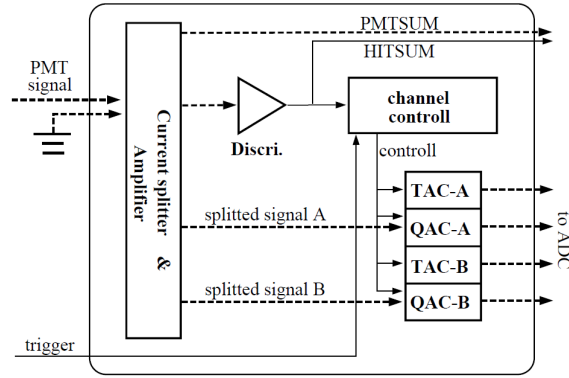 PMTSUM
HITSUM
PMT
signal
Current splitter &
Amplifier
Discri.
channel
controll
controll
TAC-A
splitted signal A
QAC-A
TAC-B
splitted signal B
QAC-B
to ADC
trigger